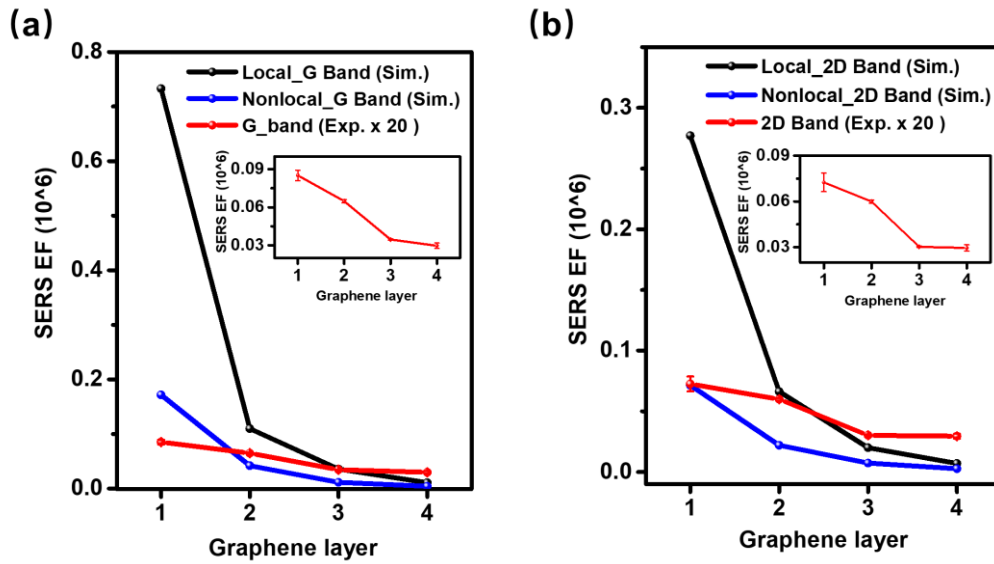 (a)
0.8
0.6
0.4
0.2
0.0
SERS EF (10^6)
Local_G Band (Sim.)
Nonlocal_G Band (Sim.)
G_band (Exp. x 20 )
0.09
0.06
0.03
SERS EF (10^6)
1 2 3 4
Graphene layer
1 2 3 4
Graphene layer
(b)
0.3
0.2
0.1
0.0
SERS EF (10^6)
Local_2D Band (Sim.)
Nonlocal_2D Band (Sim.)
2D Band (Exp. x 20 )
0.09
0.06
0.03
SERS EF (10^6)
1 2 3 4
Graphene layer
1 2 3 4
Graphene layer